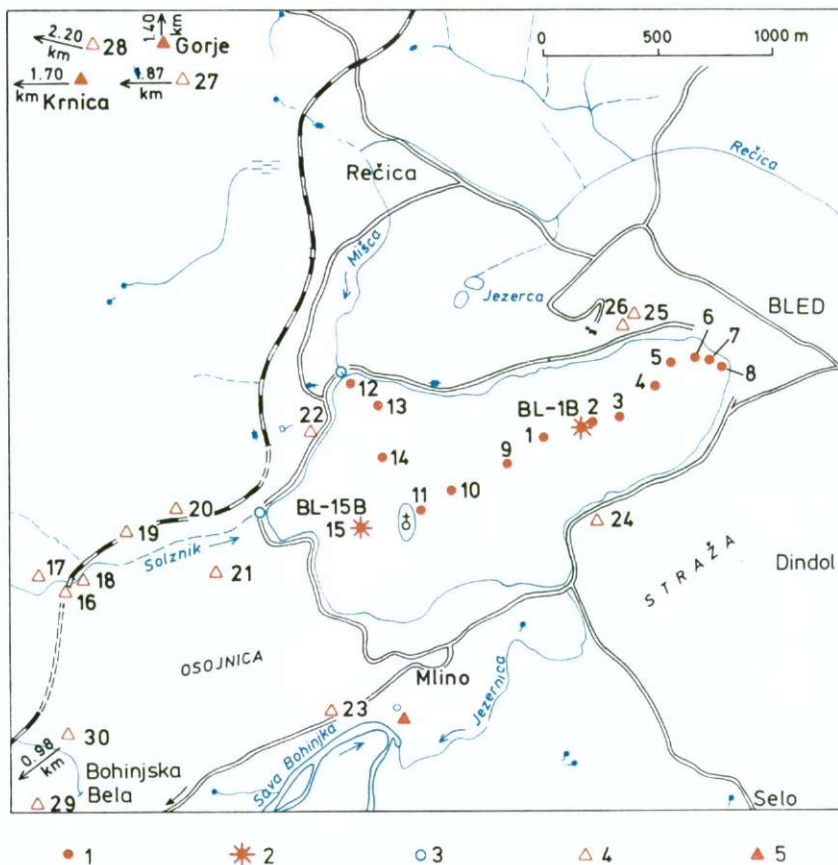 2.20
km
28
1.40
km
Gorje
0
500
1000 m
1.70
km
Krnica
1.87
km
27
Rečica
Rečica
Mišca
Jezerca
26
25
BLED
6
7
5
8
4
12
13
BL-1B
2
3
1
22
14
9
10
BL-15B
15
11
20
19
24
Solznik
17
18
16
21
STRAŽA
Dindol
OSOJNICA
Mlino
Jezernica
23
30
0.98
km
Bohinjska
Bela
Sava Bohinjka
29
Selo
1
2
3
4
5